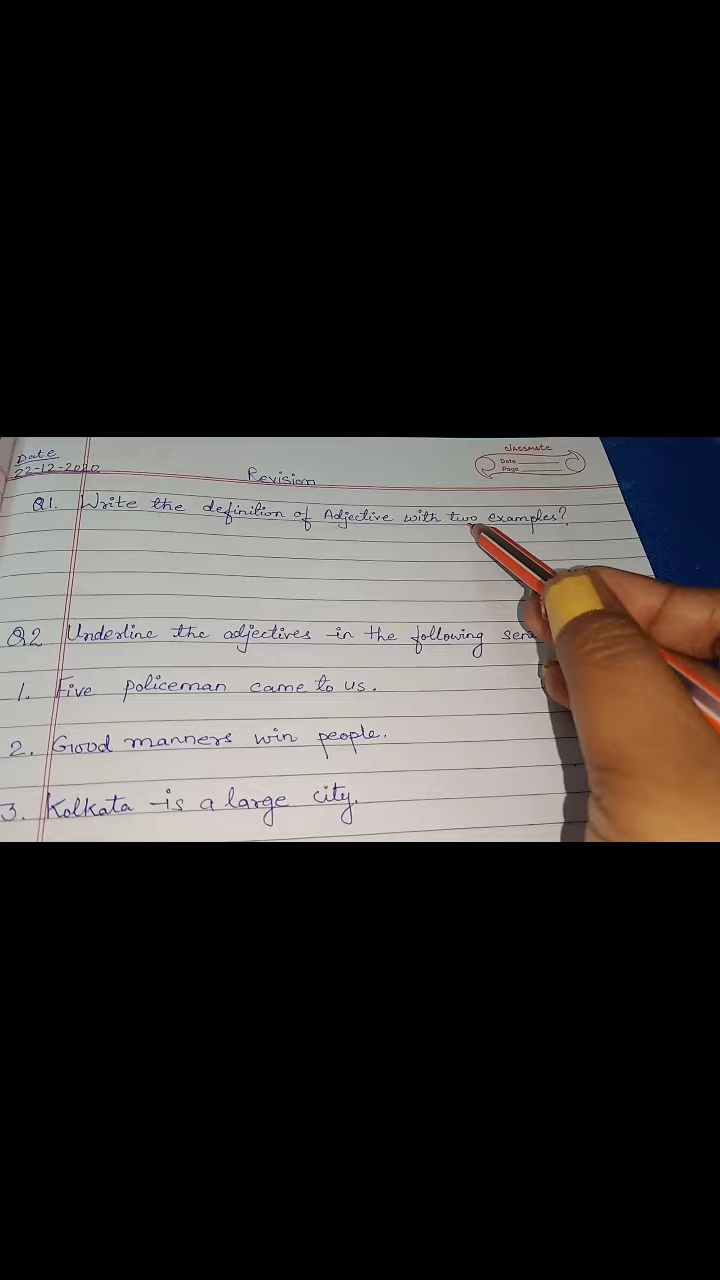 classmate
Date
Page
Date
22-12-2020
Revision
Q1. Write the definition of Adjective with two examples?
Q2 Underline the adjectives in the following
1. Five policeman came to us.
2. Good manners win people.
3. Kolkata is a large city.